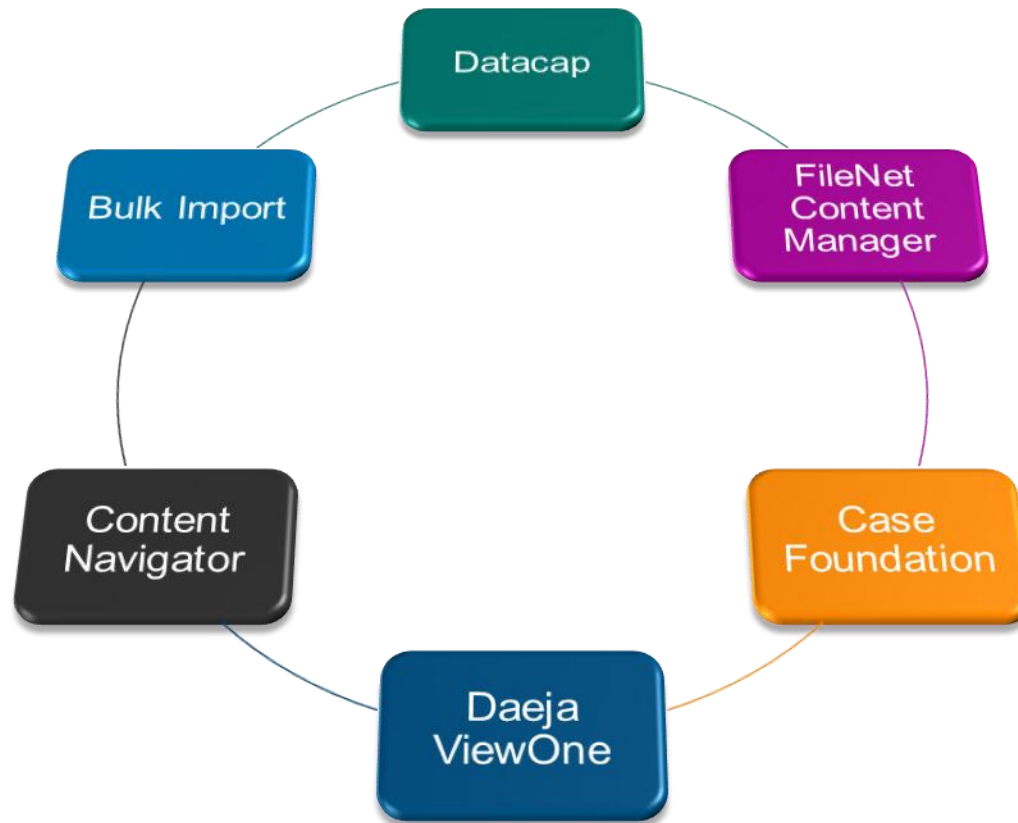 Datacap
FileNet
Content
Manager
Case
Foundation
Daeja
ViewOne
Content
Navigator
Bulk Import